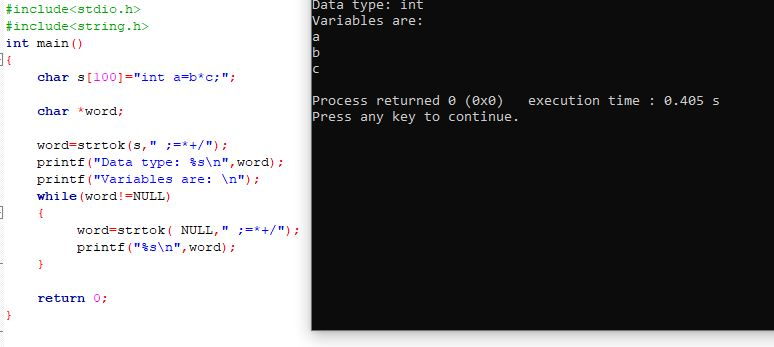 #include<stdio.h>
#include<string.h>
int main()
{
    char s[100]="int a=b*c;";

    char *word;

    word=strtok(s," ;=*+/");
    printf("Data type: %s\n",word);
    printf("Variables are: \n");
    while(word!=NULL)
    {
         word=strtok( NULL," ;=*+/");
         printf("%s\n",word);
    }

    return 0;
}
Data type: int
Variables are:
a
b
c

Process returned 0 (0x0)   execution time : 0.405 s
Press any key to continue.